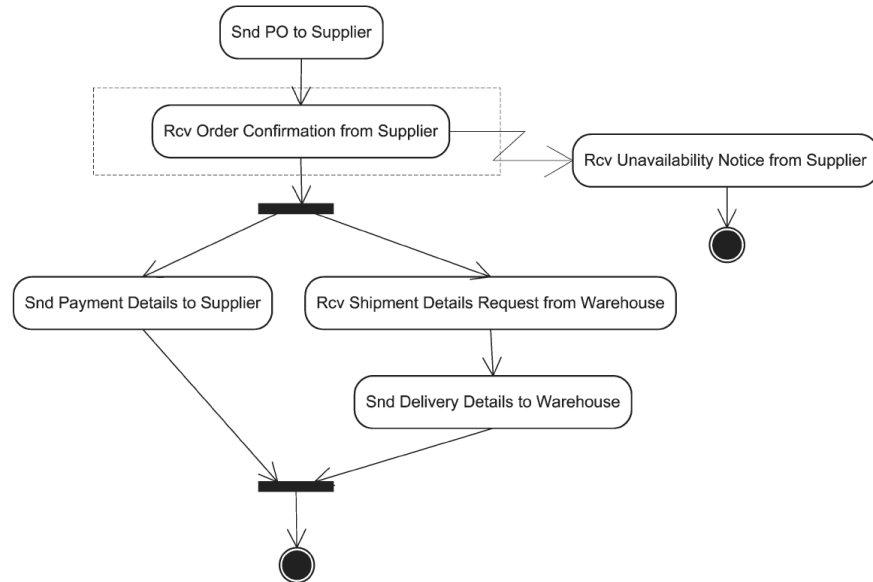 Snd PO to Supplier
Rcv Order Confirmation from Supplier
Rcv Unavailability Notice from Supplier
Snd Payment Details to Supplier
Rcv Shipment Details Request from Warehouse
Snd Delivery Details to Warehouse